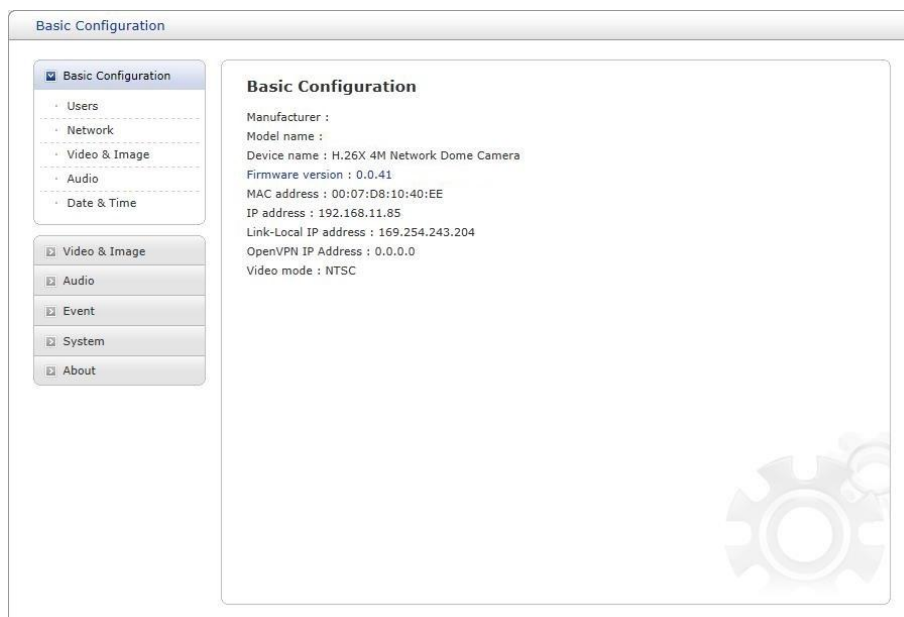 Basic Configuration
Basic Configuration
Users
Network
Video & Image
Audio
Date & Time
Video & Image
Audio
Event
System
About
Basic Configuration
Manufacturer :
Model name :
Device name : H.26X 4M Network Dome Camera
Firmware version : 0.0.41
MAC address : 00:07:D8:10:40:EE
IP address : 192.168.11.85
Link-Local IP address : 169.254.243.204
OpenVPN IP Address : 0.0.0.0
Video mode : NTSC